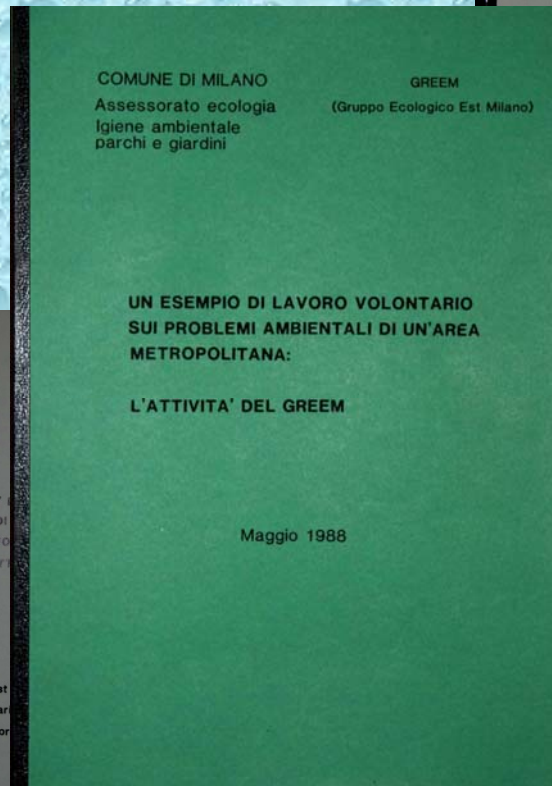 COMUNE DI MILANO
Assessorato ecologia
Igiene ambientale
parchi e giardini
GREEM
(Gruppo Ecologico Est Milano)
UN ESEMPIO DI LAVORO VOLONTARIO
SUI PROBLEMI AMBIENTALI DI UN'AREA
METROPOLITANA:
L'ATTIVITA' DEL GREEM
Maggio 1988